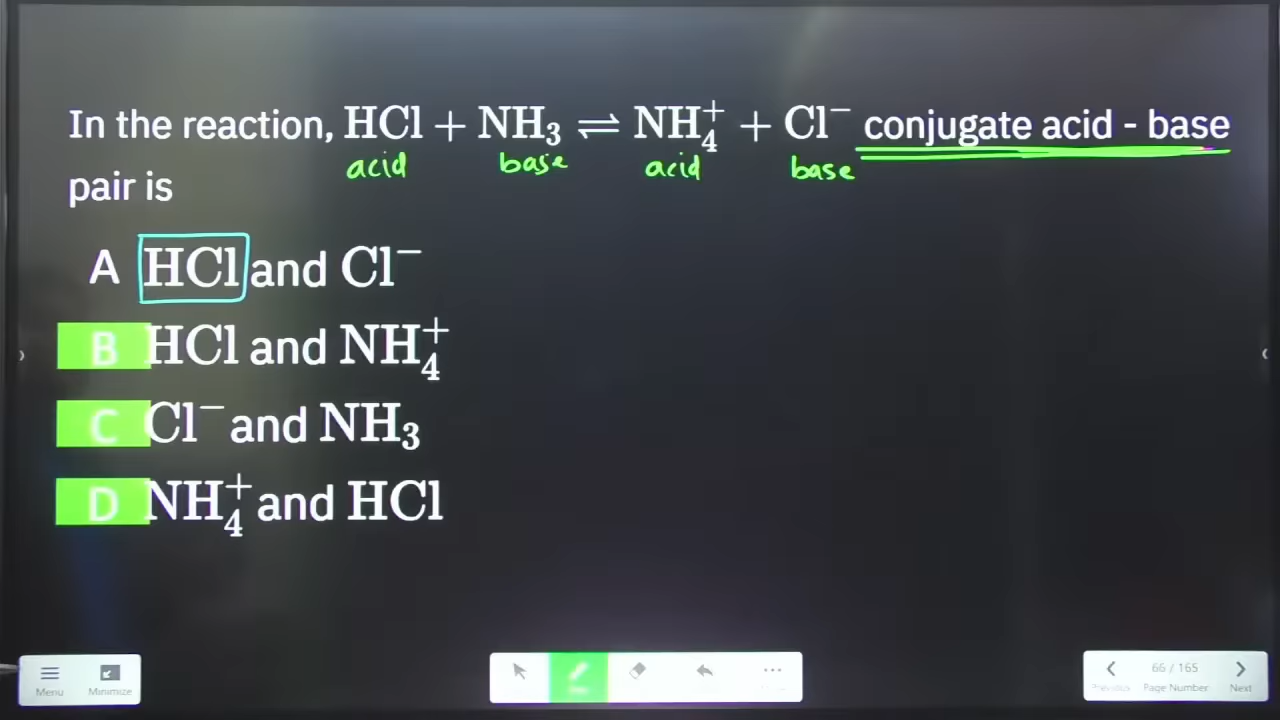 In the reaction, HCl + NH₃ ⇌ NH₄⁺ + Cl⁻ conjugate acid - base
acid base acid base
pair is
A HCl and Cl⁻
B HCl and NH₄⁺
C Cl⁻ and NH₃
D NH₄⁺ and HCl
Menu Minimize
66 / 165
Previous Page Number Next